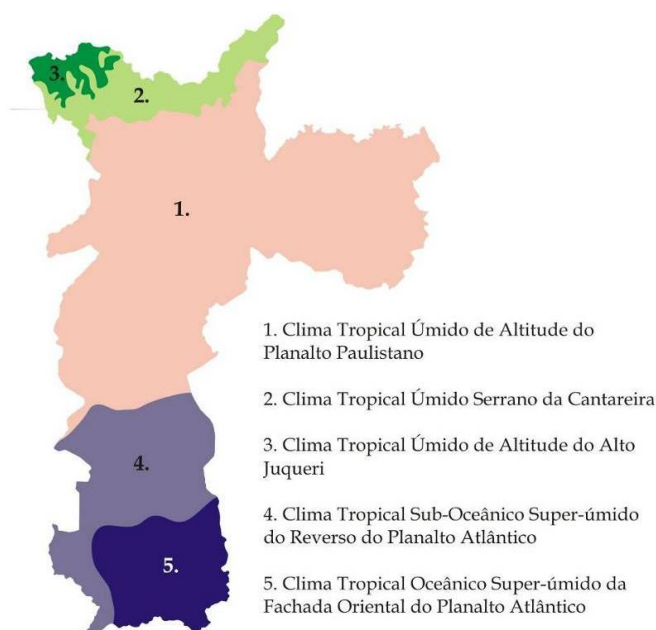 3.
2.
1.
4.
5.
1. Clima Tropical Úmido de Altitude do
Planalto Paulistano
2. Clima Tropical Úmido Serrano da Cantareira
3. Clima Tropical Úmido de Altitude do Alto
Juqueri
4. Clima Tropical Sub-Oceânico Super-úmido
do Reverso do Planalto Atlântico
5. Clima Tropical Oceânico Super-úmido da
Fachada Oriental do Planalto Atlântico